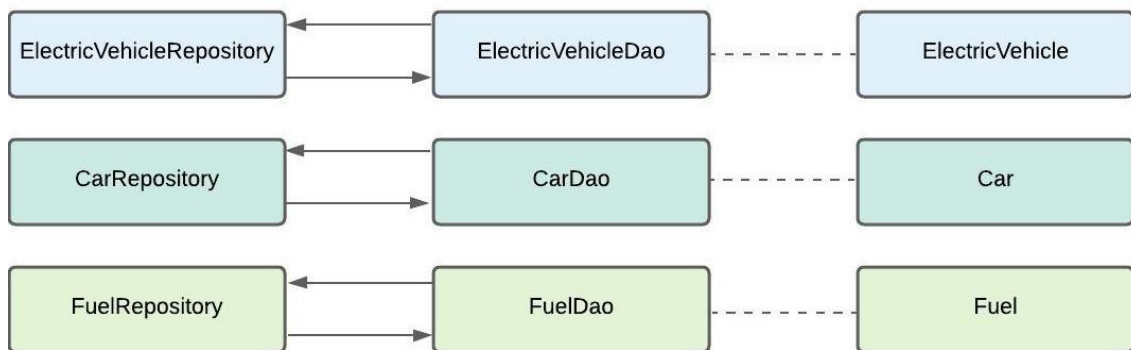 ElectricVehicleRepository
ElectricVehicleDao
ElectricVehicle
CarRepository
CarDao
Car
FuelRepository
FuelDao
Fuel